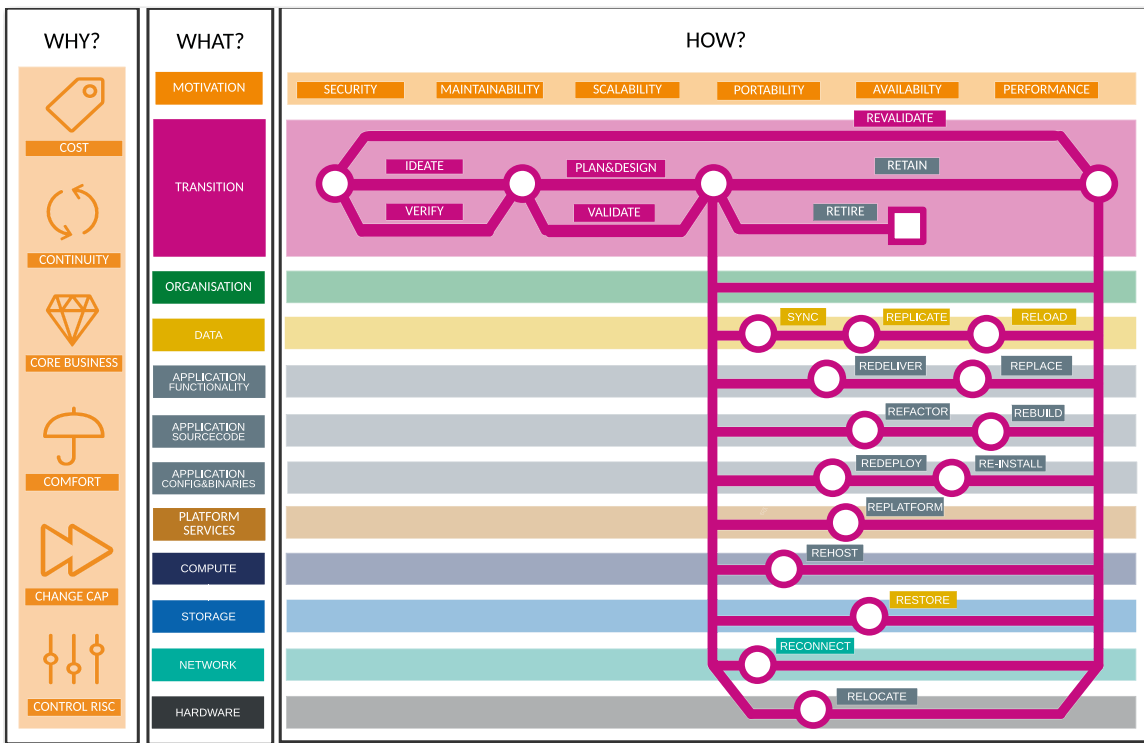 WHY?
COST
CONTINUITY
CORE BUSINESS
COMFORT
CHANGE CAP
CONTROL RISC
WHAT?
MOTIVATION
TRANSITION
ORGANISATION
DATA
APPLICATION
FUNCTIONALITY
APPLICATION
SOURCECODE
APPLICATION
CONFIG&BINARIES
PLATFORM
SERVICES
COMPUTE
STORAGE
NETWORK
HARDWARE
HOW?
SECURITY
MAINTAINABILITY
SCALABILITY
PORTABILITY
AVAILABILTY
PERFORMANCE
REVALIDATE
IDEATE
PLAN&DESIGN
RETAIN
VERIFY
VALIDATE
RETIRE
SYNC
REPLICATE
RELOAD
REDELIVER
REPLACE
REFACTOR
REBUILD
REDEPLOY
RE-INSTALL
REPLATFORM
REHOST
RESTORE
RECONNECT
RELOCATE